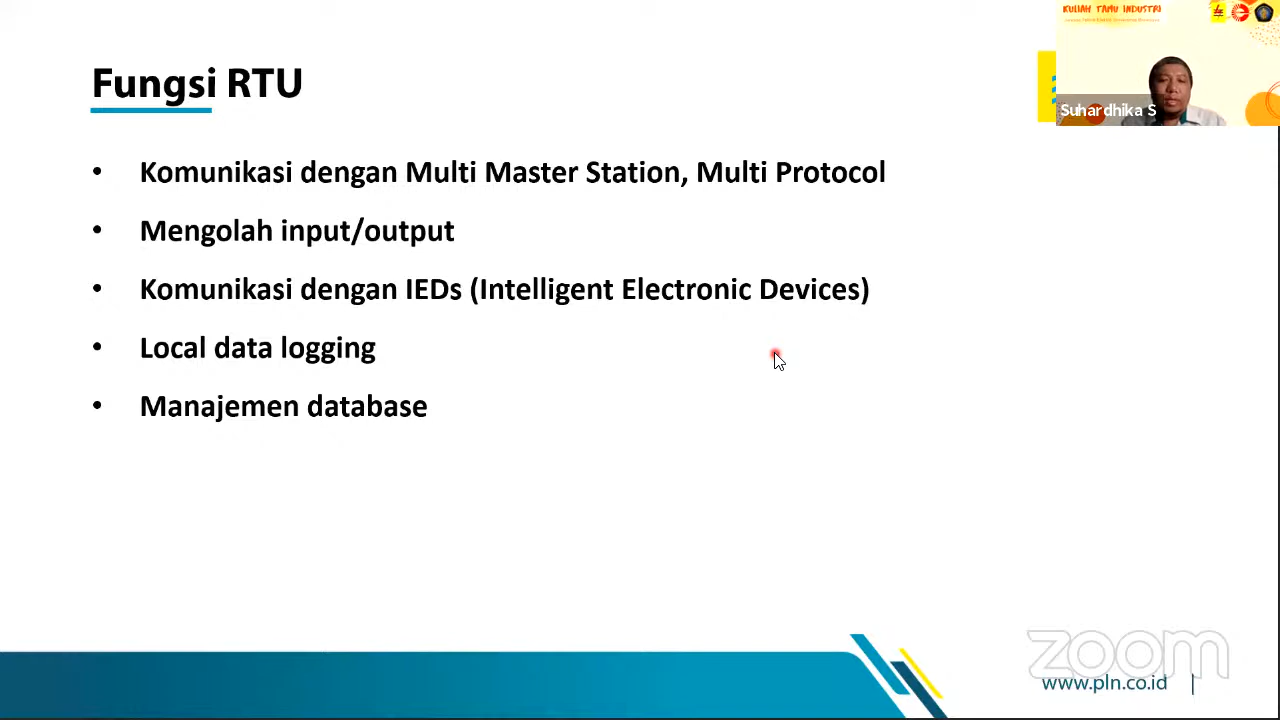 KULIAH TAMU INDUSTRI
Suhardhika S
Fungsi RTU
• Komunikasi dengan Multi Master Station, Multi Protocol
• Mengolah input/output
• Komunikasi dengan IEDs (Intelligent Electronic Devices)
• Local data logging
• Manajemen database
zoom
www.pln.co.id |